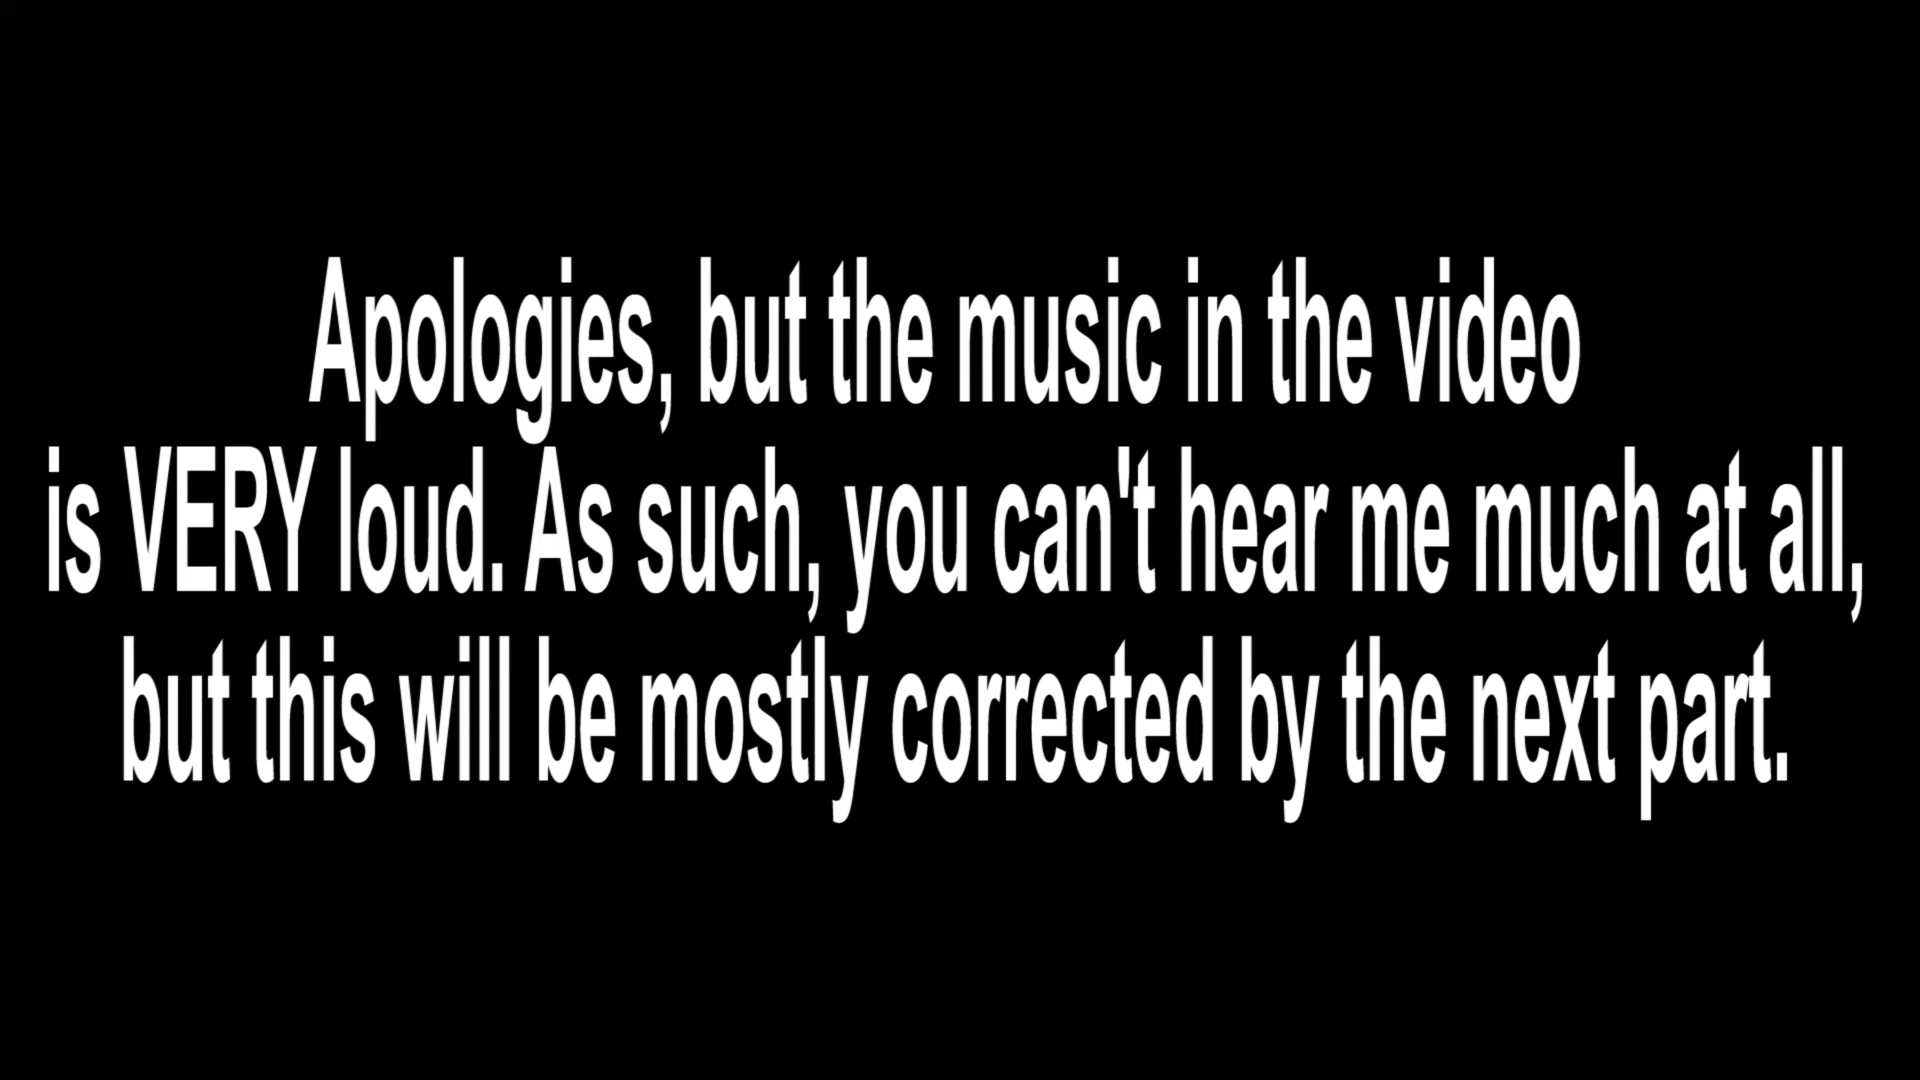 Apologies, but the music in the video
is VERY loud. As such, you can't hear me much at all,
but this will be mostly corrected by the next part.